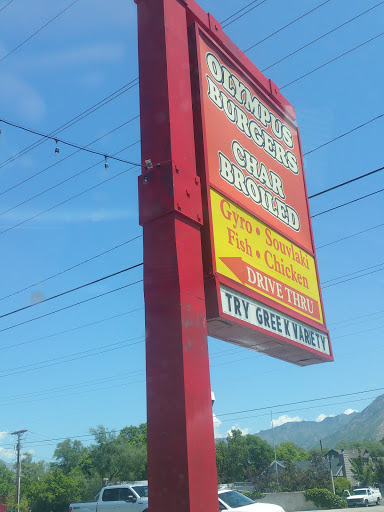 OLYMPUS
BURGERS
CHAR
BROILED
Gyro • Souvlaki
Fish • Chicken
DRIVE THRU
TRY GREEK VARIETY